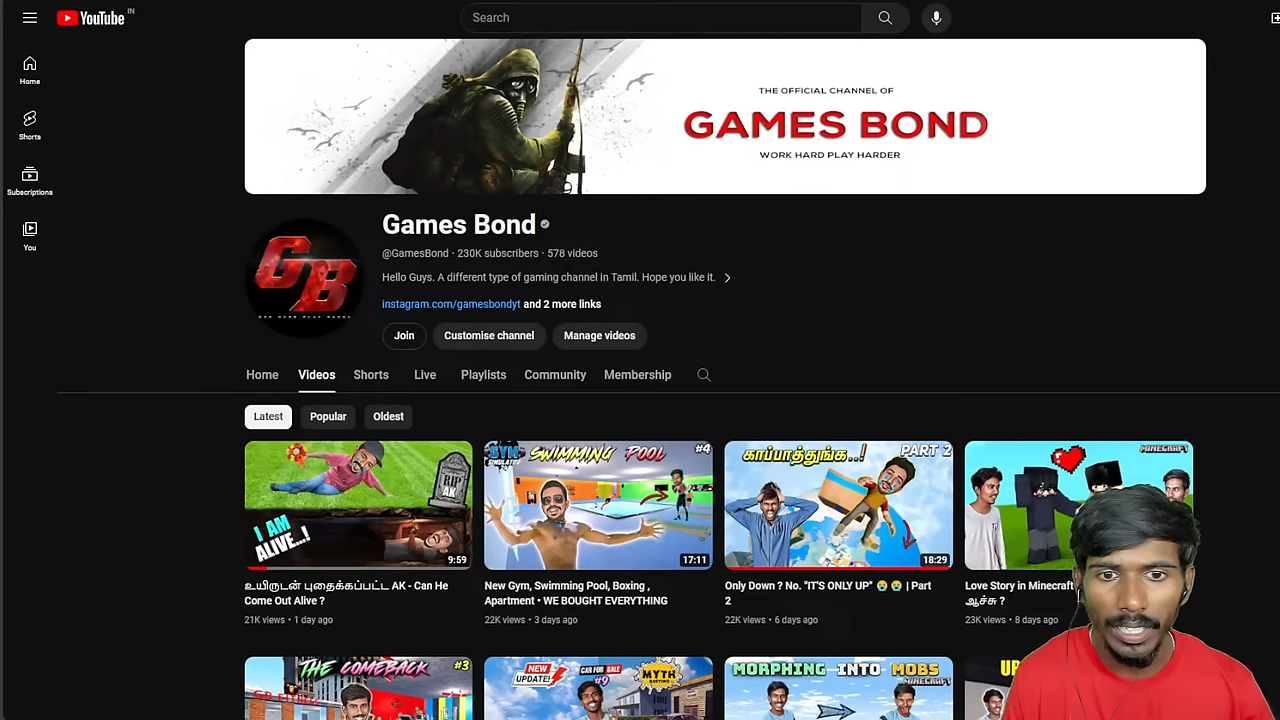 YouTube IN
Search
Home
Shorts
Subscriptions
You
THE OFFICIAL CHANNEL OF
GAMES BOND
WORK HARD PLAY HARDER
GB
Games Bond
@GamesBond · 230K subscribers · 578 videos
Hello Guys. A different type of gaming channel in Tamil. Hope you like it.
instagram.com/gamesbondyt and 2 more links
Join
Customise channel
Manage videos
Home
Videos
Shorts
Live
Playlists
Community
Membership
Latest
Popular
Oldest
RIP
AK
I AM
ALIVE...!
9:59
உயிருடன் புதைக்கப்பட்ட AK - Can He
Come Out Alive ?
21K views • 1 day ago
GYM
SIMULATOR
SWIMMING POOL
#4
17:11
New Gym, Swimming Pool, Boxing ,
Apartment • WE BOUGHT EVERYTHING
22K views • 3 days ago
காப்பாத்துங்க..!
PART 2
18:29
Only Down ? No. "IT'S ONLY UP" 😭 😭 | Part
2
22K views • 6 days ago
MINECRAFT
Love Story in Minecraft
ஆச்சு ?
23K views • 8 days ago
THE COMEBACK
#3
NEW
UPDATE!
CAR FOR SALE
#9
MYTH
BUSTING
MORPHING INTO MOBS
MINECRAFT